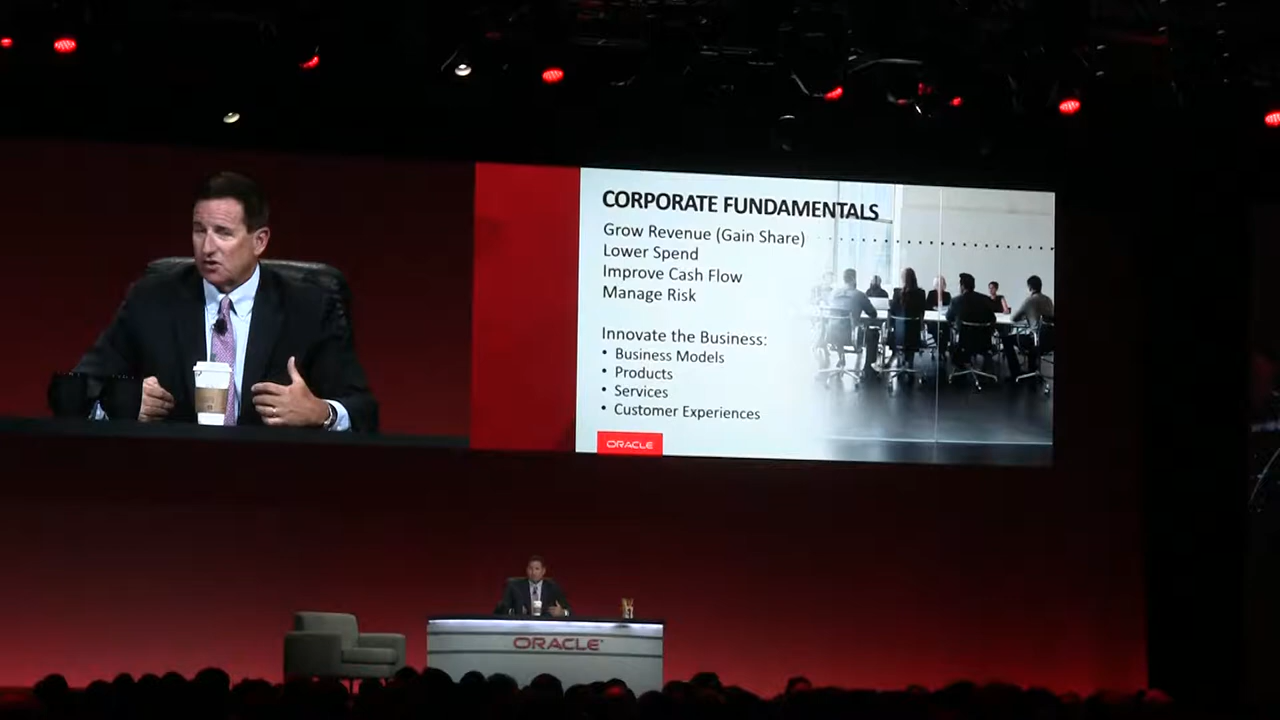 CORPORATE FUNDAMENTALS
Grow Revenue (Gain Share)
Lower Spend
Improve Cash Flow
Manage Risk
Innovate the Business:
• Business Models
• Products
• Services
• Customer Experiences
ORACLE
ORACLE